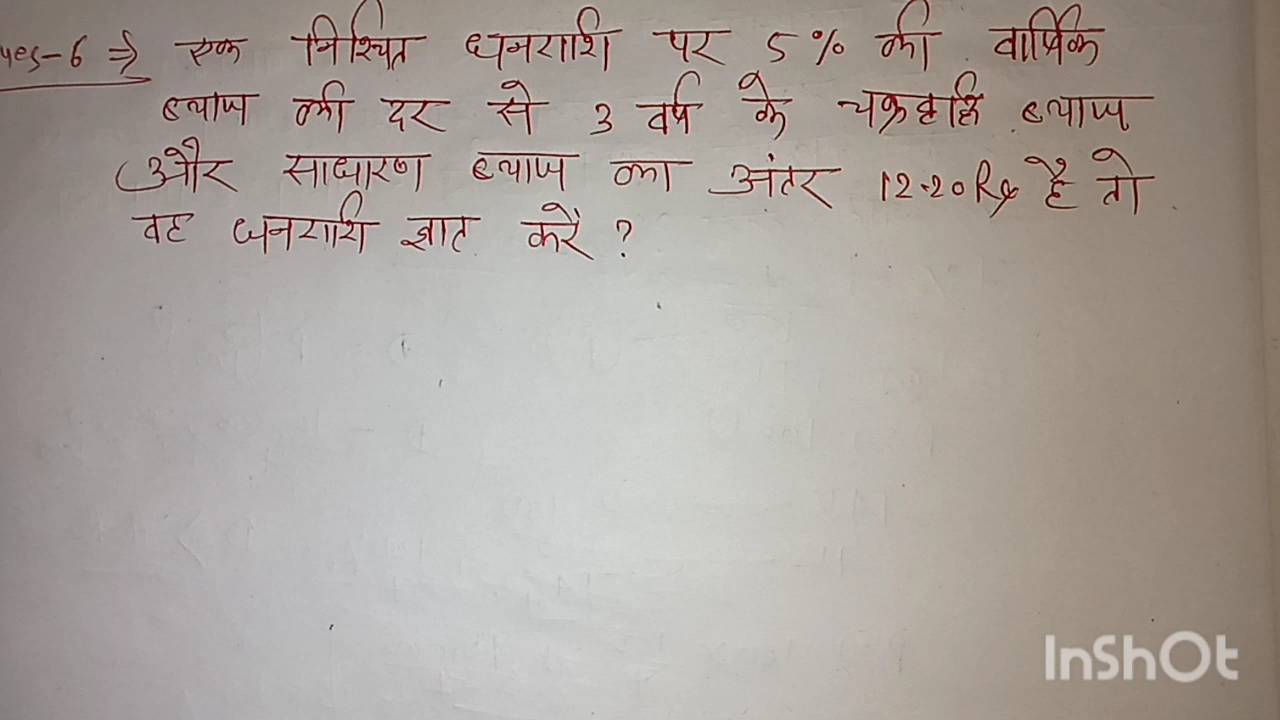 ques-6 ⇒ एक निश्चित धनराशि पर 5% की वार्षिक
ब्याज की दर से 3 वर्ष के चक्रवृद्धि ब्याज
और साधारण ब्याज का अंतर 12.20 Rs है तो
वह धनराशि ज्ञात करें ?
InShOt